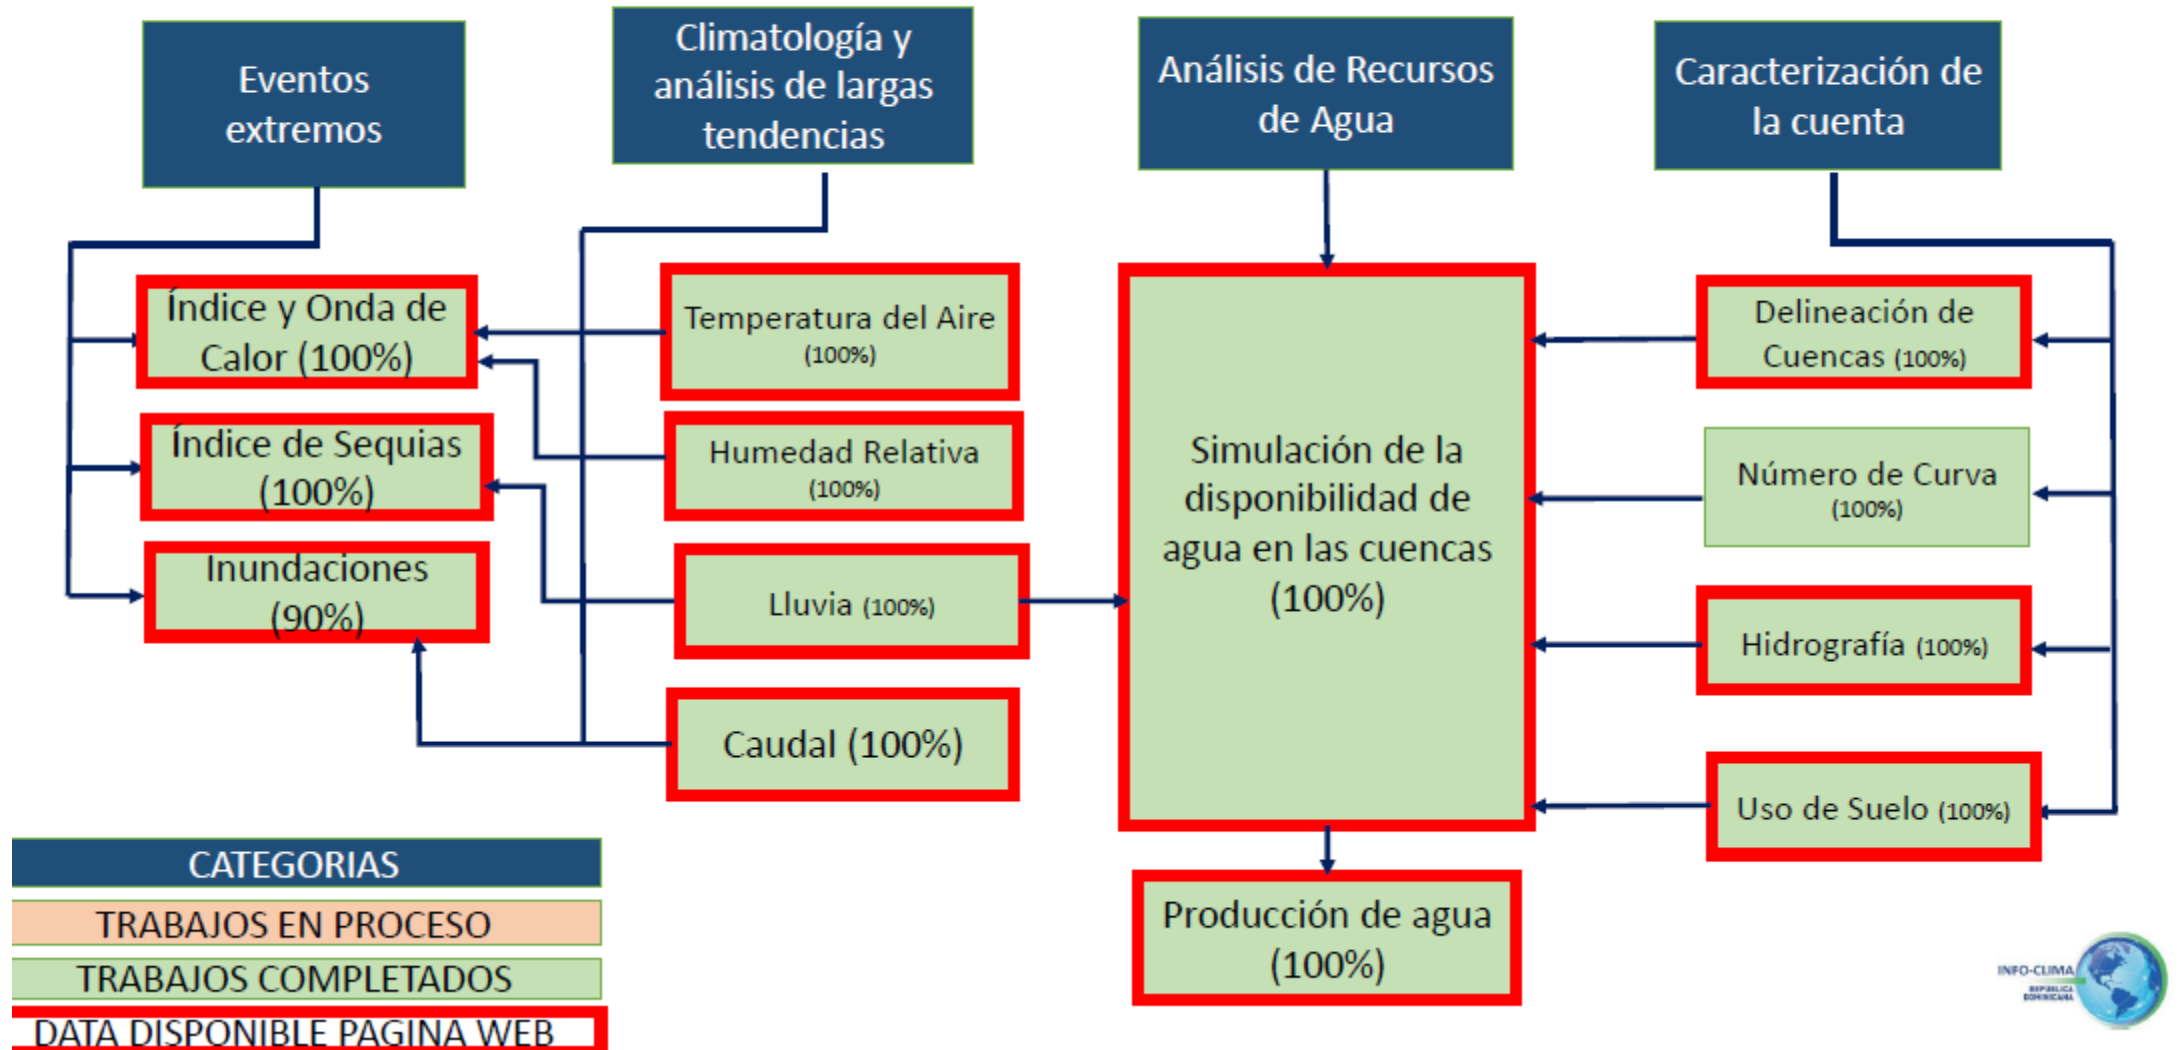 Eventos
extremos
Climatología y
análisis de largas
tendencias
Análisis de Recursos
de Agua
Caracterización de
la cuenta
Índice y Onda de
Calor (100%)
Índice de Sequias
(100%)
Inundaciones
(90%)
Temperatura del Aire
(100%)
Humedad Relativa
(100%)
Lluvia (100%)
Caudal (100%)
Simulación de la
disponibilidad de
agua en las cuencas
(100%)
Producción de agua
(100%)
Delineación de
Cuencas (100%)
Número de Curva
(100%)
Hidrografía (100%)
Uso de Suelo (100%)
CATEGORIAS
TRABAJOS EN PROCESO
TRABAJOS COMPLETADOS
DATA DISPONIBLE PAGINA WEB
INFO-CLIMA
REPUBLICA
DOMINICANA